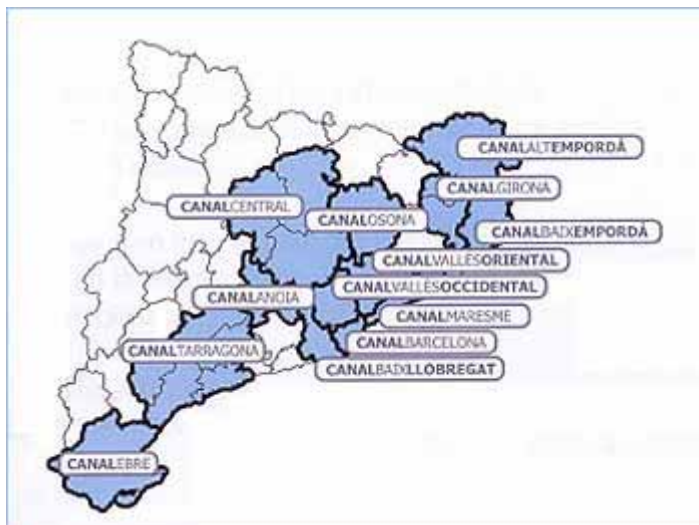 CANALALTEMPORDÀ
CANALGIRONA
CANALCENTRAL
CANALOSONA
CANALBAIXEMPORDÀ
CANALVALLÈSORIENTAL
CANALVALLÈSOCCIDENTAL
CANALANOIA
CANALMARESME
CANALBARCELONA
CANALTARRAGONA
CANALBAIXLLOBREGAT
CANALEBRE